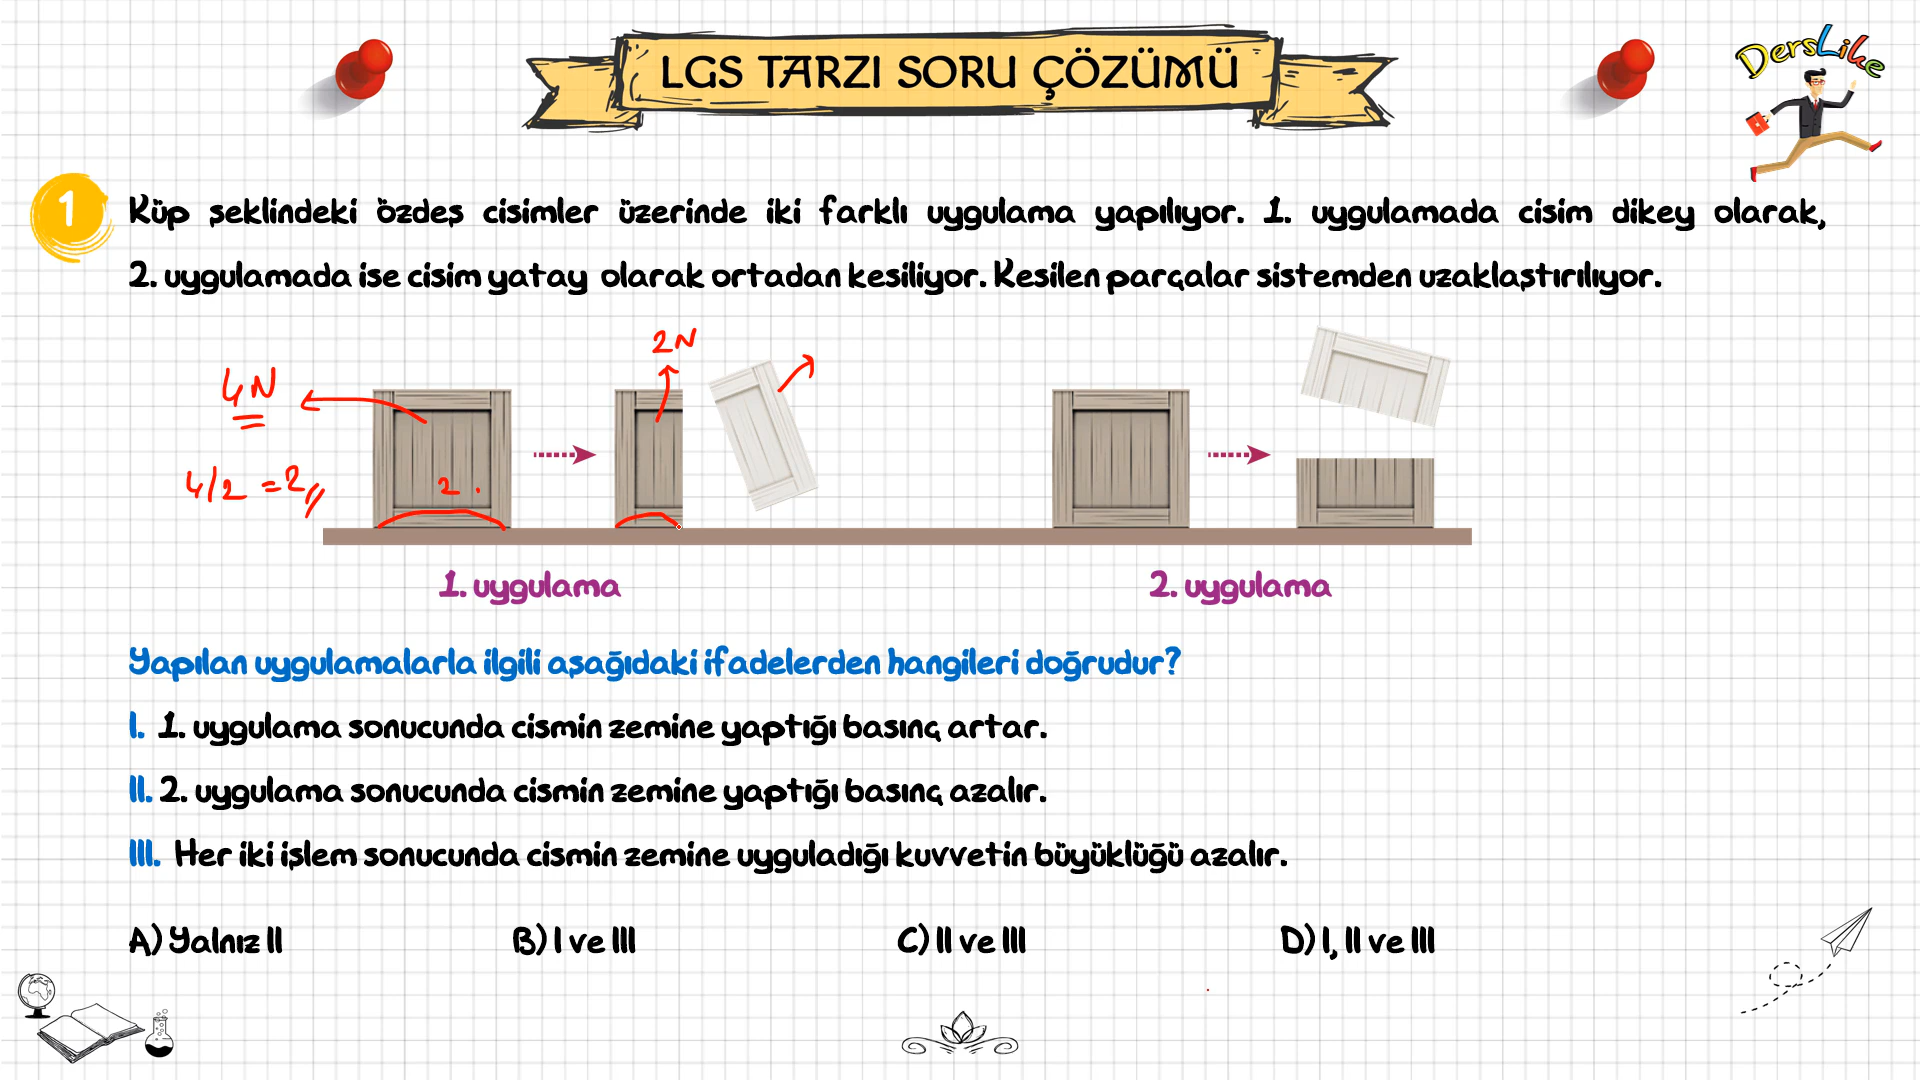 LGS TARZI SORU ÇÖZÜMÜ
DersLike
1
Küp şeklindeki özdeş cisimler üzerinde iki farklı uygulama yapılıyor. 1. uygulamada cisim dikey olarak,
2. uygulamada ise cisim yatay olarak ortadan kesiliyor. Kesilen parçalar sistemden uzaklaştırılıyor.
2N
4N
4/2 = 2
2
1. uygulama
2. uygulama
Yapılan uygulamalarla ilgili aşağıdaki ifadelerden hangileri doğrudur?
I. 1. uygulama sonucunda cismin zemine yaptığı basınç artar.
II. 2. uygulama sonucunda cismin zemine yaptığı basınç azalır.
III. Her iki işlem sonucunda cismin zemine uyguladığı kuvvetin büyüklüğü azalır.
A) Yalnız II
B) I ve III
C) II ve III
D) I, II ve III